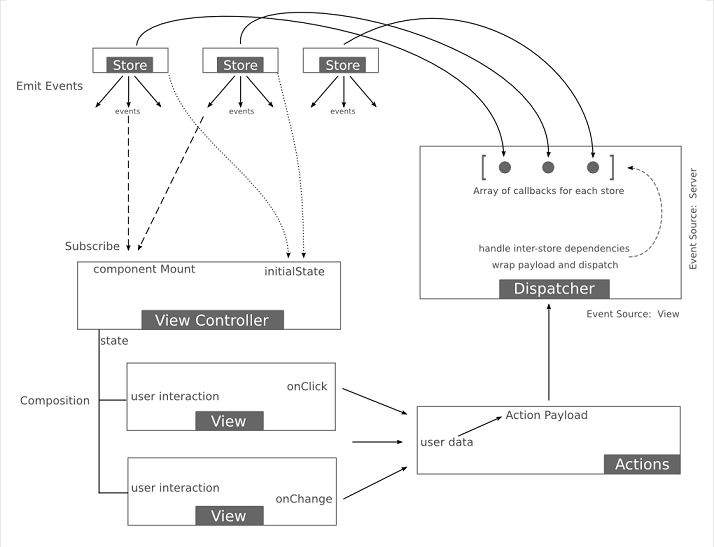 Store
Store
Store
Emit Events
events
events
events
Array of callbacks for each store
handle inter-store dependencies
wrap payload and dispatch
Dispatcher
Event Source: Server
Event Source: View
Subscribe
component Mount
initialState
View Controller
state
Composition
user interaction
onClick
View
user interaction
onChange
View
Action Payload
user data
Actions